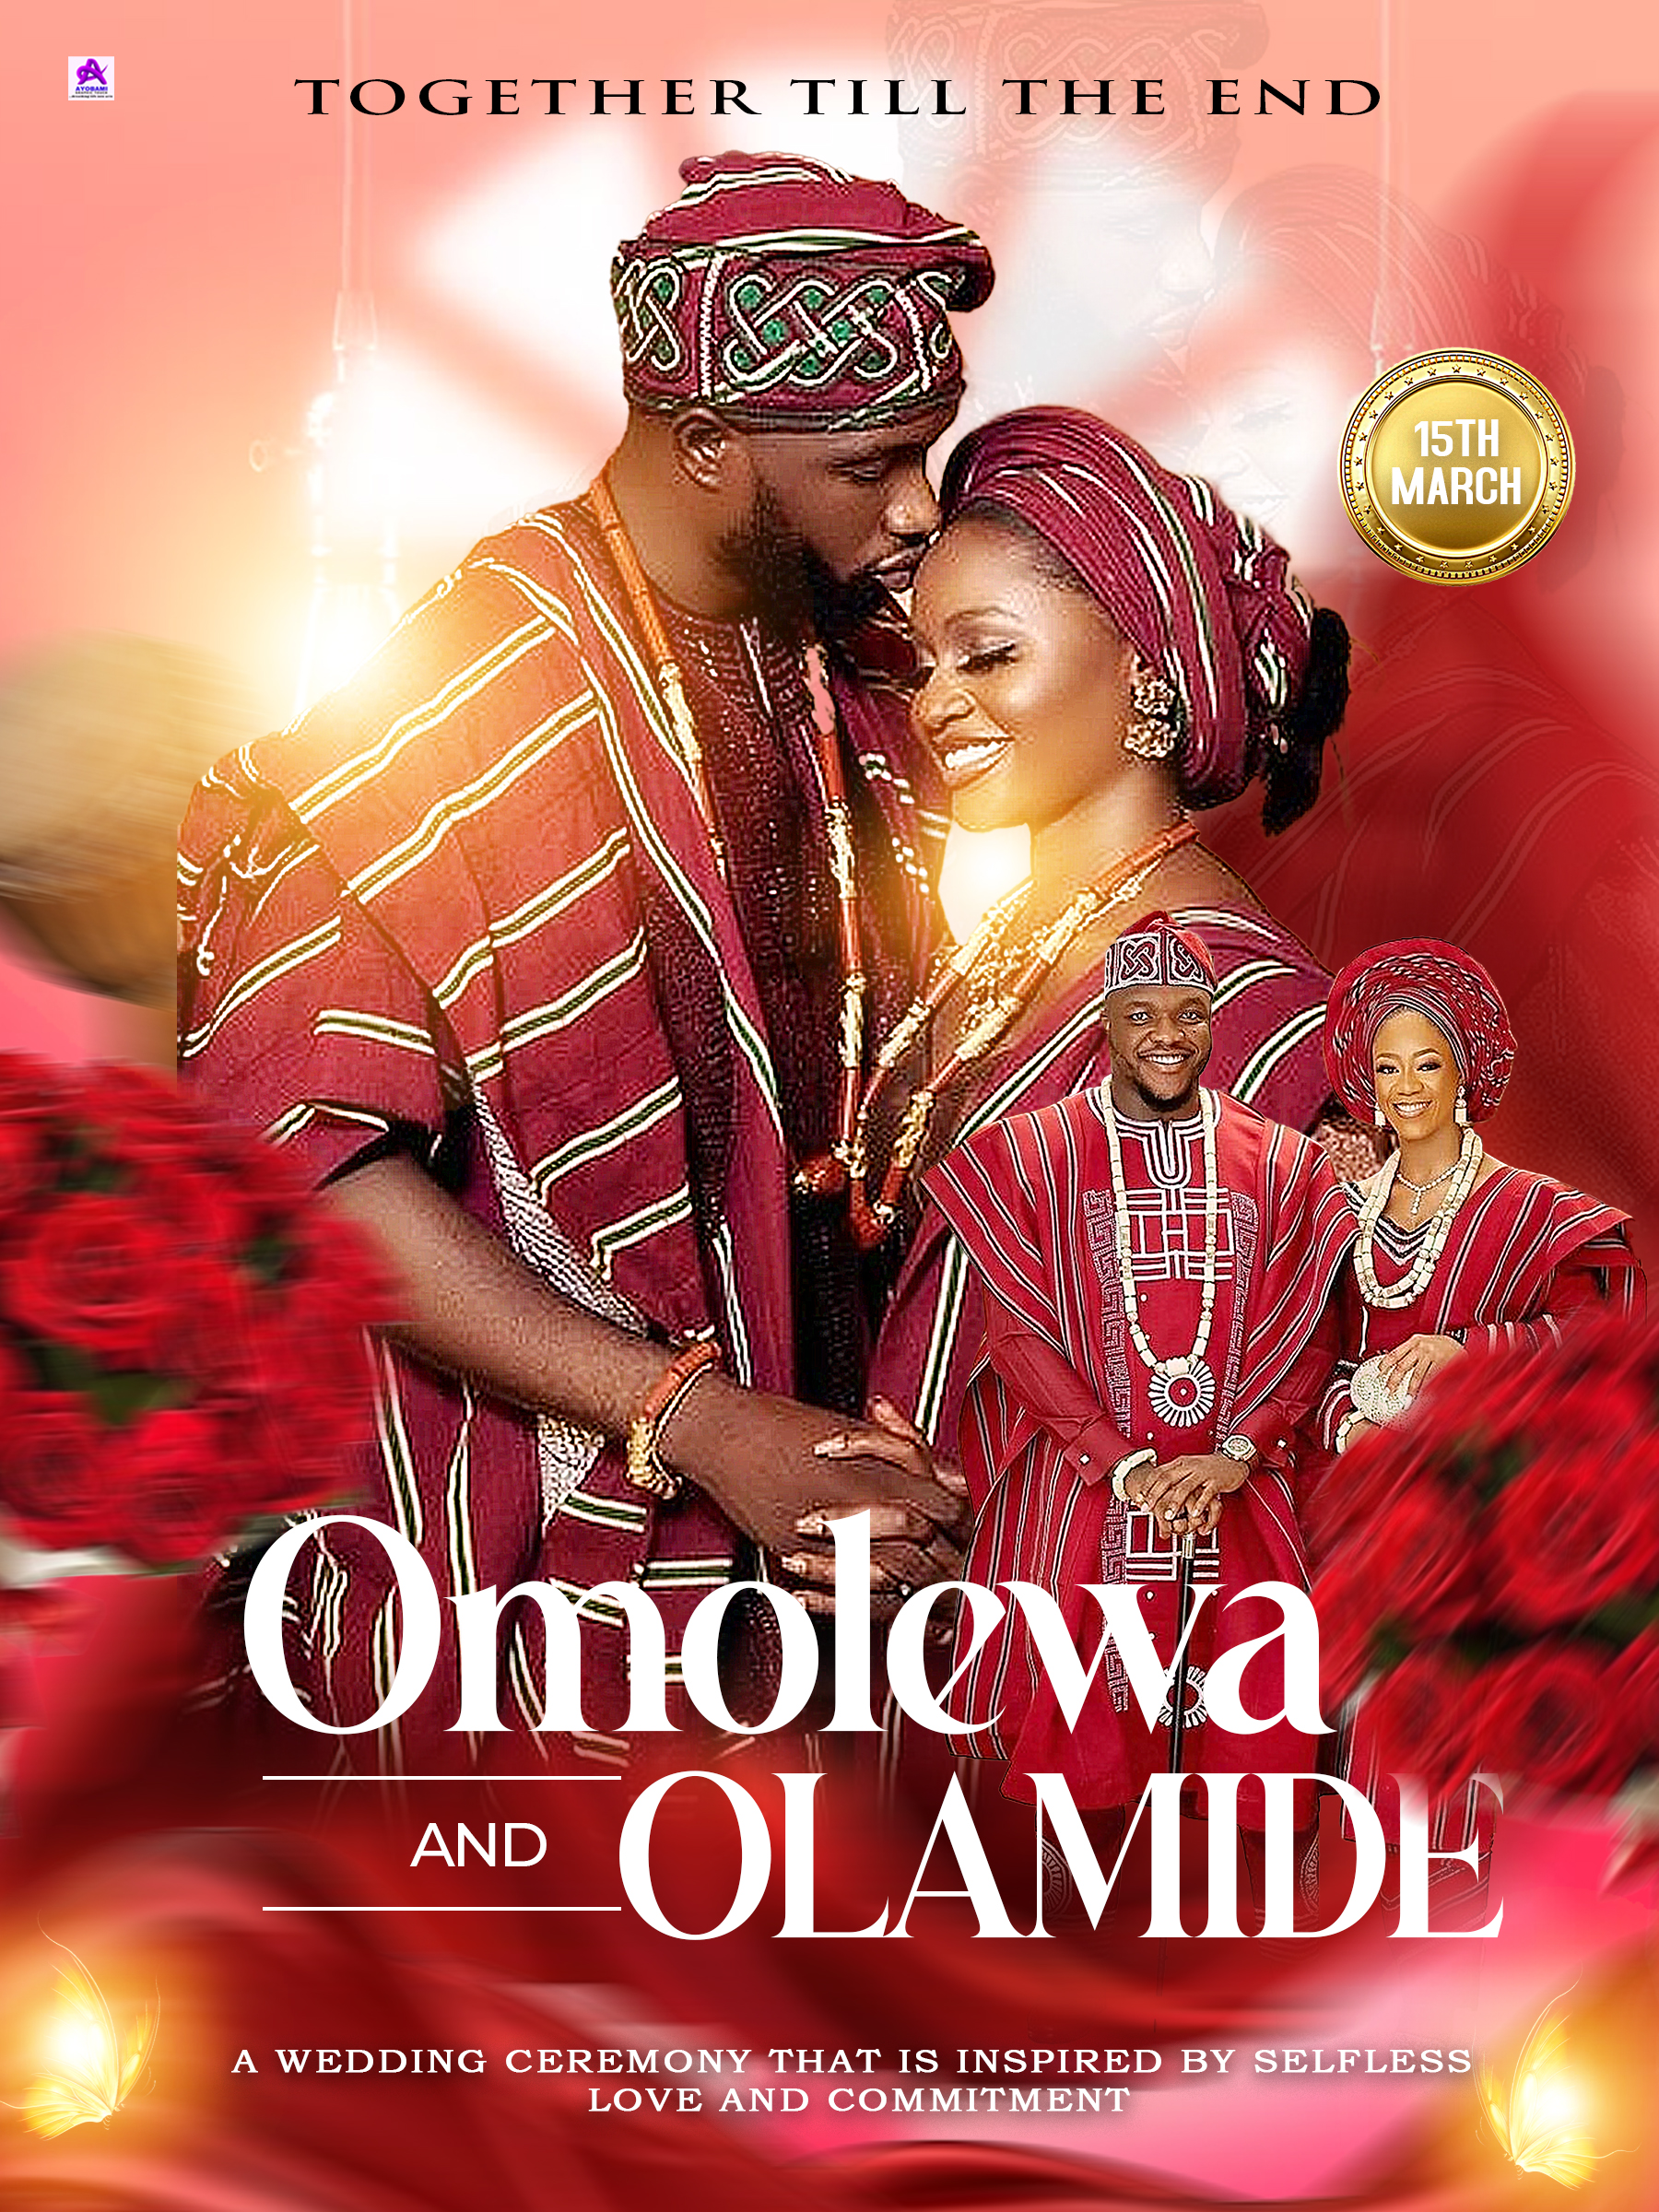 AYOBAMI
TOGETHER TILL THE END
15TH
MARCH
Omolewa
AND
OLAMIDE
A WEDDING CEREMONY THAT IS INSPIRED BY SELFLESS
LOVE AND COMMITMENT